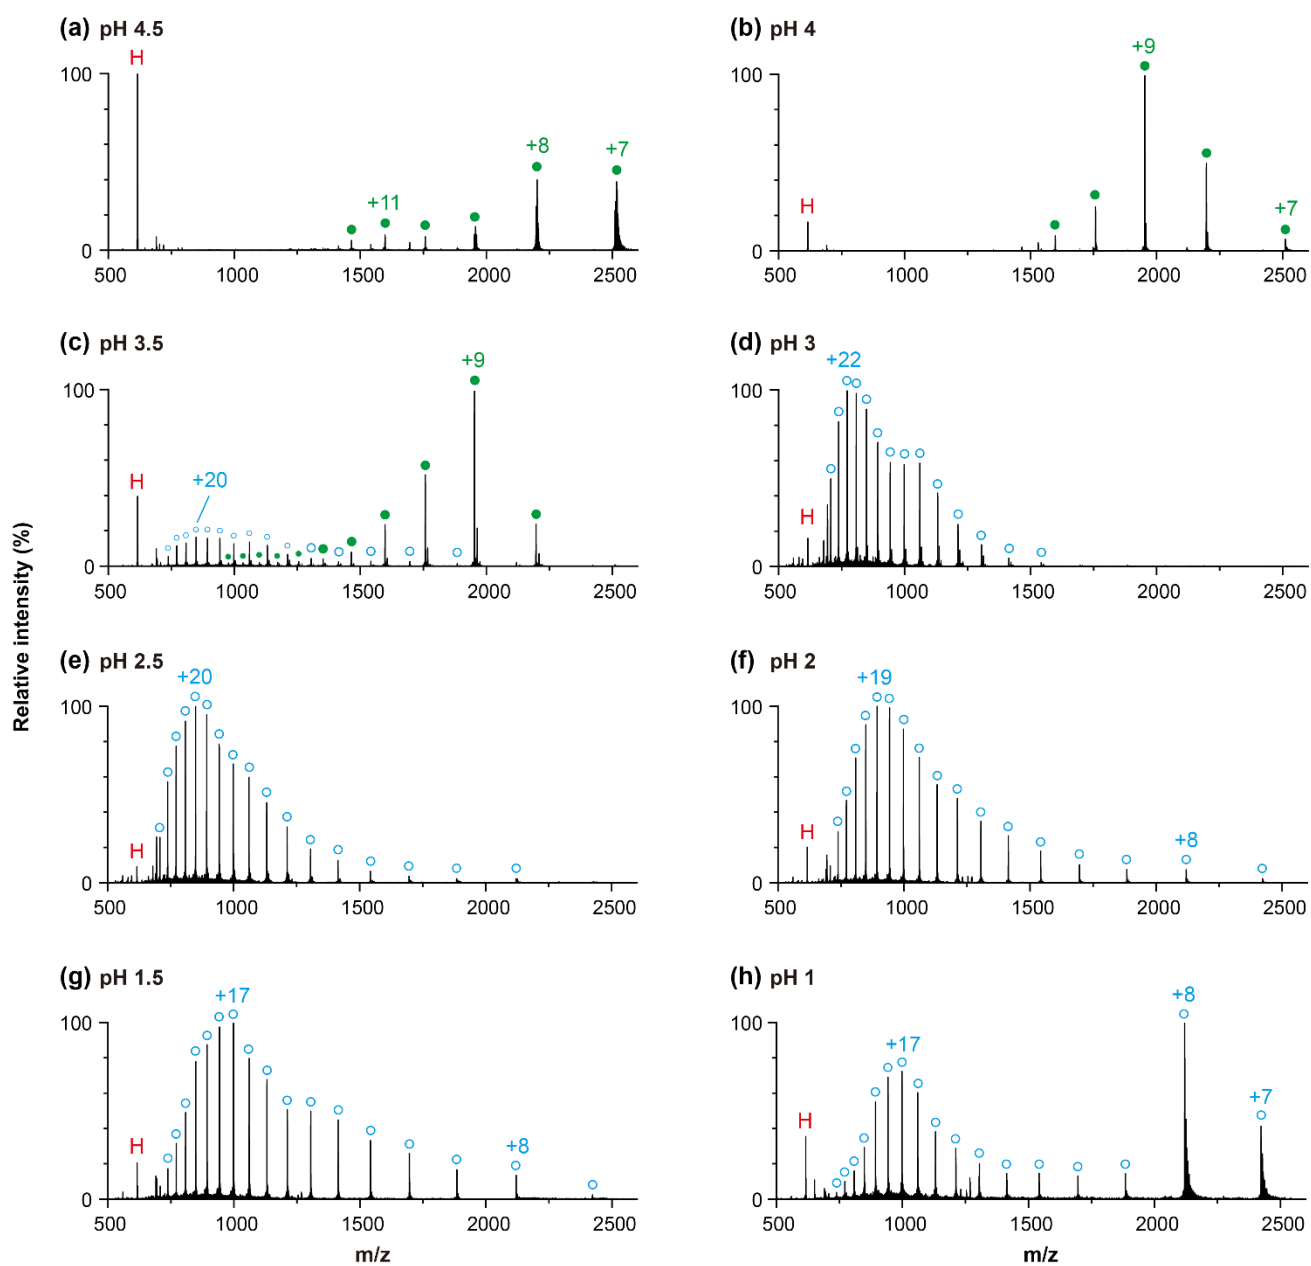 (a) pH 4.5
H
100
+8
+7
+11
0
500 1000 1500 2000 2500
(b) pH 4
+9
100
H
+7
0
500 1000 1500 2000 2500
(c) pH 3.5
+9
100
H
+20
0
500 1000 1500 2000 2500
(d) pH 3
+22
100
H
0
500 1000 1500 2000 2500
Relative intensity (%)
(e) pH 2.5
+20
100
H
0
500 1000 1500 2000 2500
(f) pH 2
+19
100
H
+8
0
500 1000 1500 2000 2500
(g) pH 1.5
+17
100
H
+8
0
500 1000 1500 2000 2500
m/z
(h) pH 1
+8
100
+17
H
+7
0
500 1000 1500 2000 2500
m/z